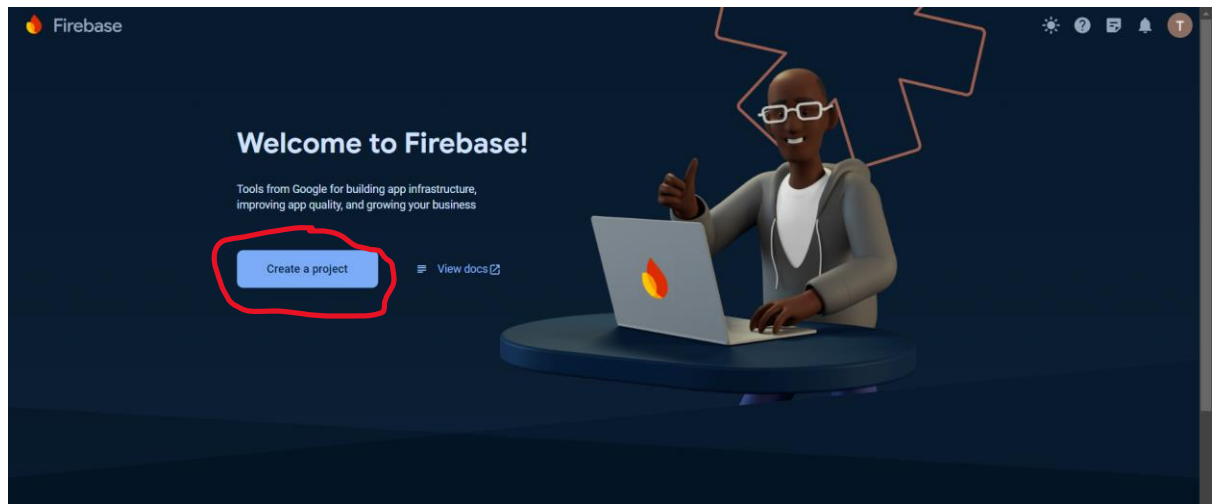 Firebase
T
Welcome to Firebase!
Tools from Google for building app infrastructure,
improving app quality, and growing your business
Create a project
View docs